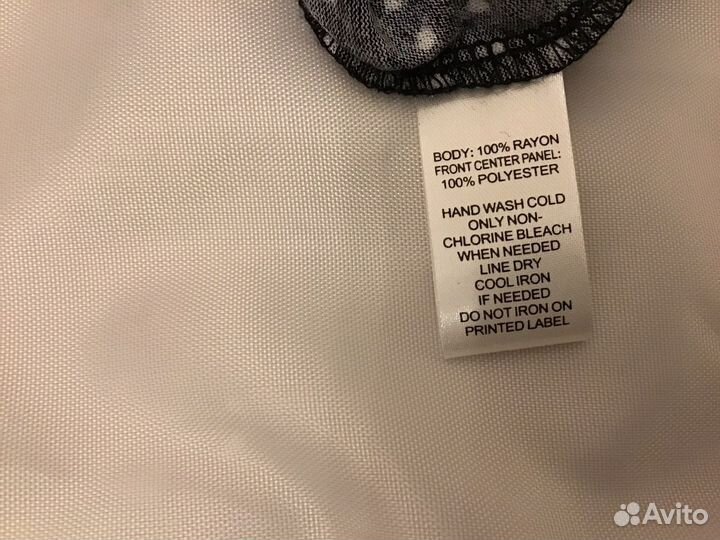 BODY: 100% RAYON
FRONT CENTER PANEL:
100% POLYESTER
HAND WASH COLD
ONLY NON-
CHLORINE BLEACH
WHEN NEEDED
LINE DRY
COOL IRON
IF NEEDED
DO NOT IRON ON
PRINTED LABEL
Avito